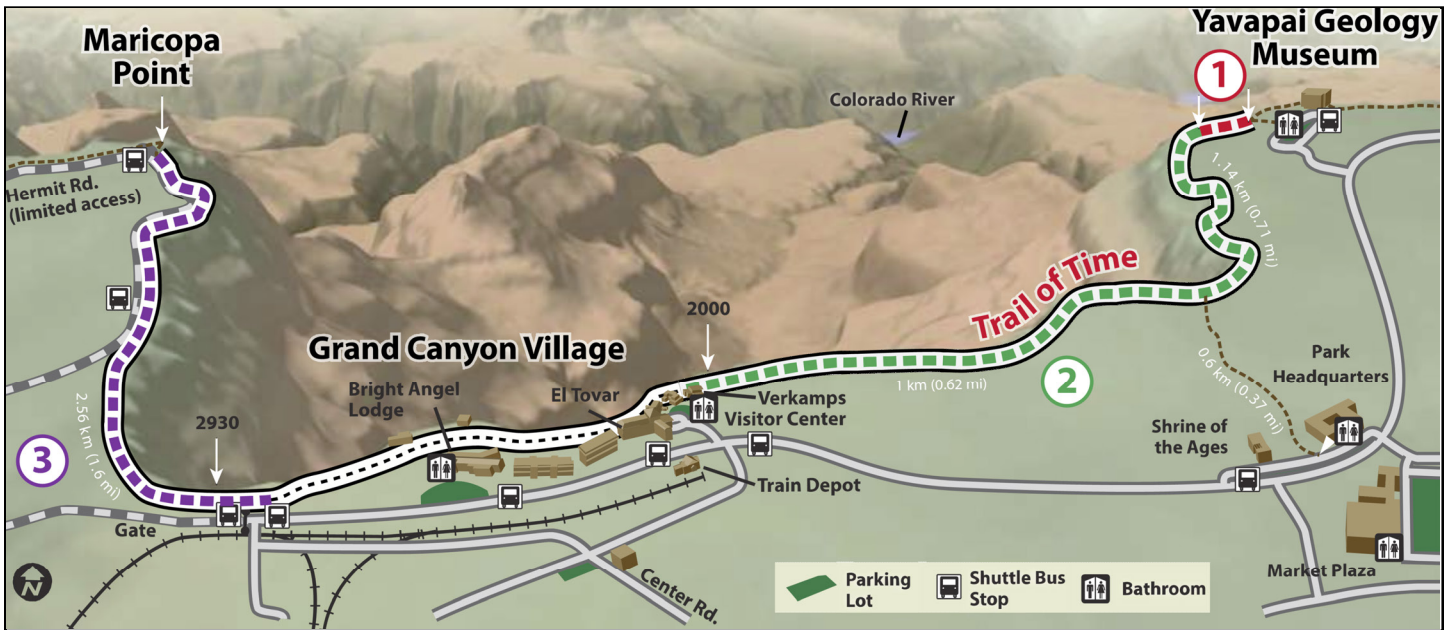 Maricopa
Point
Yavapai Geology
Museum
1
Colorado River
Hermit Rd.
(limited access)
1.14 km (0.71 mi)
Trail of Time
2000
Grand Canyon Village
Bright Angel
Lodge
El Tovar
Verkamps
Visitor Center
1 km (0.62 mi)
2
0.6 km (0.37 mi)
Park
Headquarters
Shrine of
the Ages
2930
3
2.56 km (1.6 mi)
Train Depot
Gate
Center Rd.
Market Plaza
N
Parking
Lot
Shuttle Bus
Stop
Bathroom